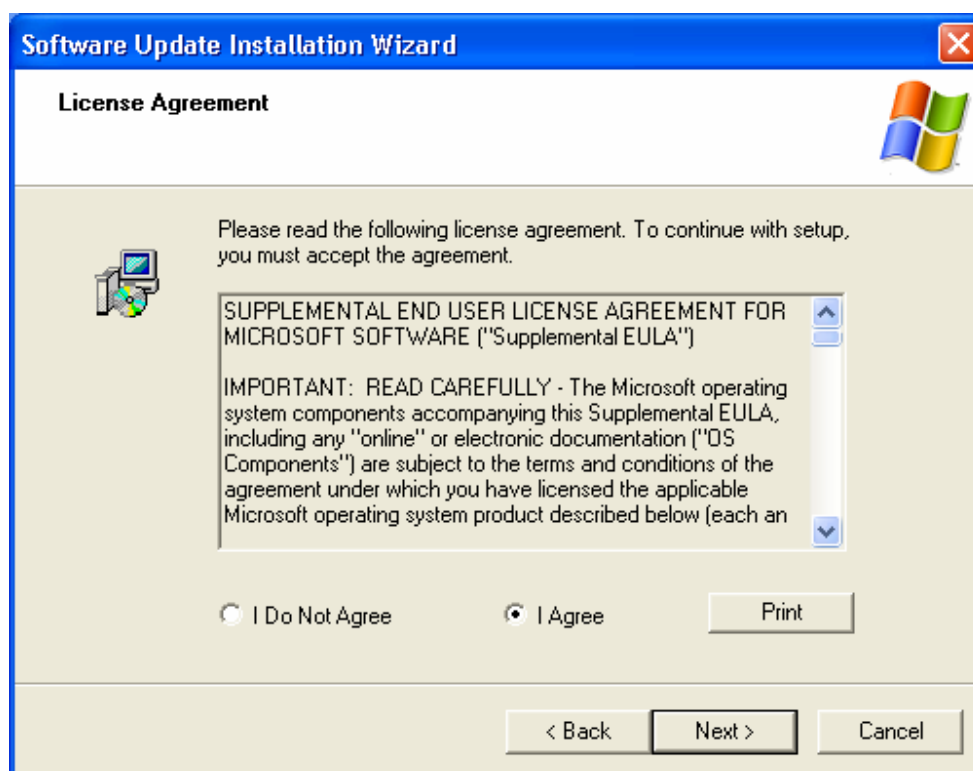 Software Update Installation Wizard
License Agreement
Please read the following license agreement. To continue with setup,
you must accept the agreement.
SUPPLEMENTAL END USER LICENSE AGREEMENT FOR
MICROSOFT SOFTWARE ("Supplemental EULA")
IMPORTANT:  READ CAREFULLY - The Microsoft operating
system components accompanying this Supplemental EULA,
including any "online" or electronic documentation ("OS
Components") are subject to the terms and conditions of the
agreement under which you have licensed the applicable
Microsoft operating system product described below (each an
I Do Not Agree
I Agree
Print
< Back
Next >
Cancel